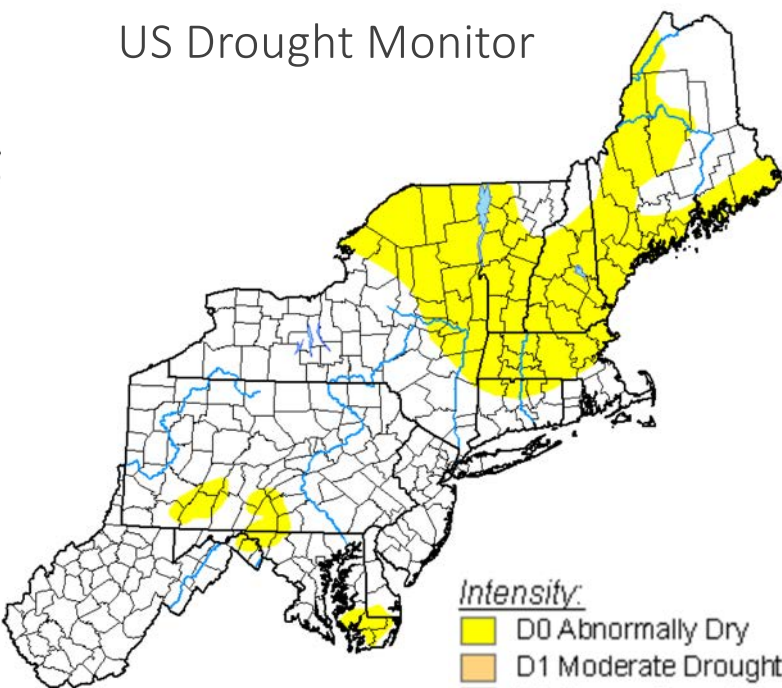 US Drought Monitor
Intensity:
D0 Abnormally Dry
D1 Moderate Drought